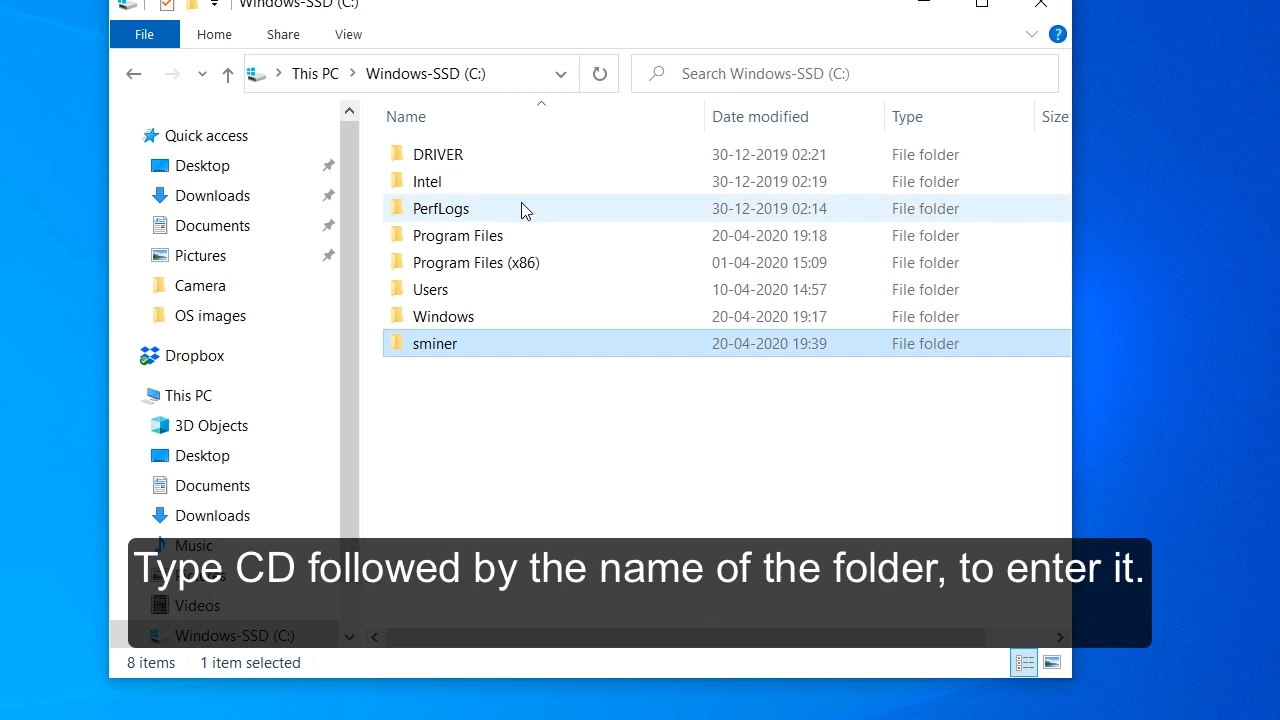 Windows-SSD (C:)
File Home Share View
This PC Windows-SSD (C:) Search Windows-SSD (C:)
Name Date modified Type Size
Quick access
Desktop
Downloads
Documents
Pictures
Camera
OS images
Dropbox
This PC
3D Objects
Desktop
Documents
Downloads
Music
Pictures
Videos
Windows-SSD (C:)
DRIVER 30-12-2019 02:21 File folder
Intel 30-12-2019 02:19 File folder
PerfLogs 30-12-2019 02:14 File folder
Program Files 20-04-2020 19:18 File folder
Program Files (x86) 01-04-2020 15:09 File folder
Users 10-04-2020 14:57 File folder
Windows 20-04-2020 19:17 File folder
sminer 20-04-2020 19:39 File folder
Type CD followed by the name of the folder, to enter it.
8 items 1 item selected